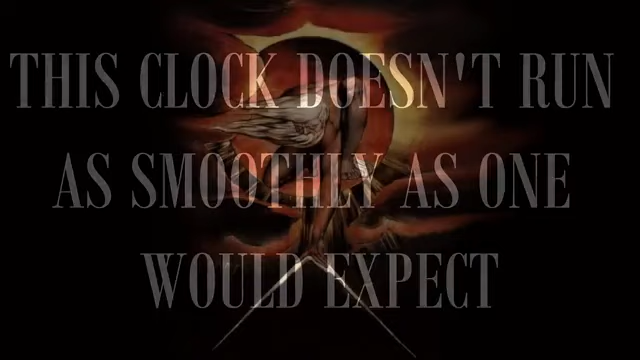 THIS CLOCK DOESN'T RUN
AS SMOOTHLY AS ONE
WOULD EXPECT